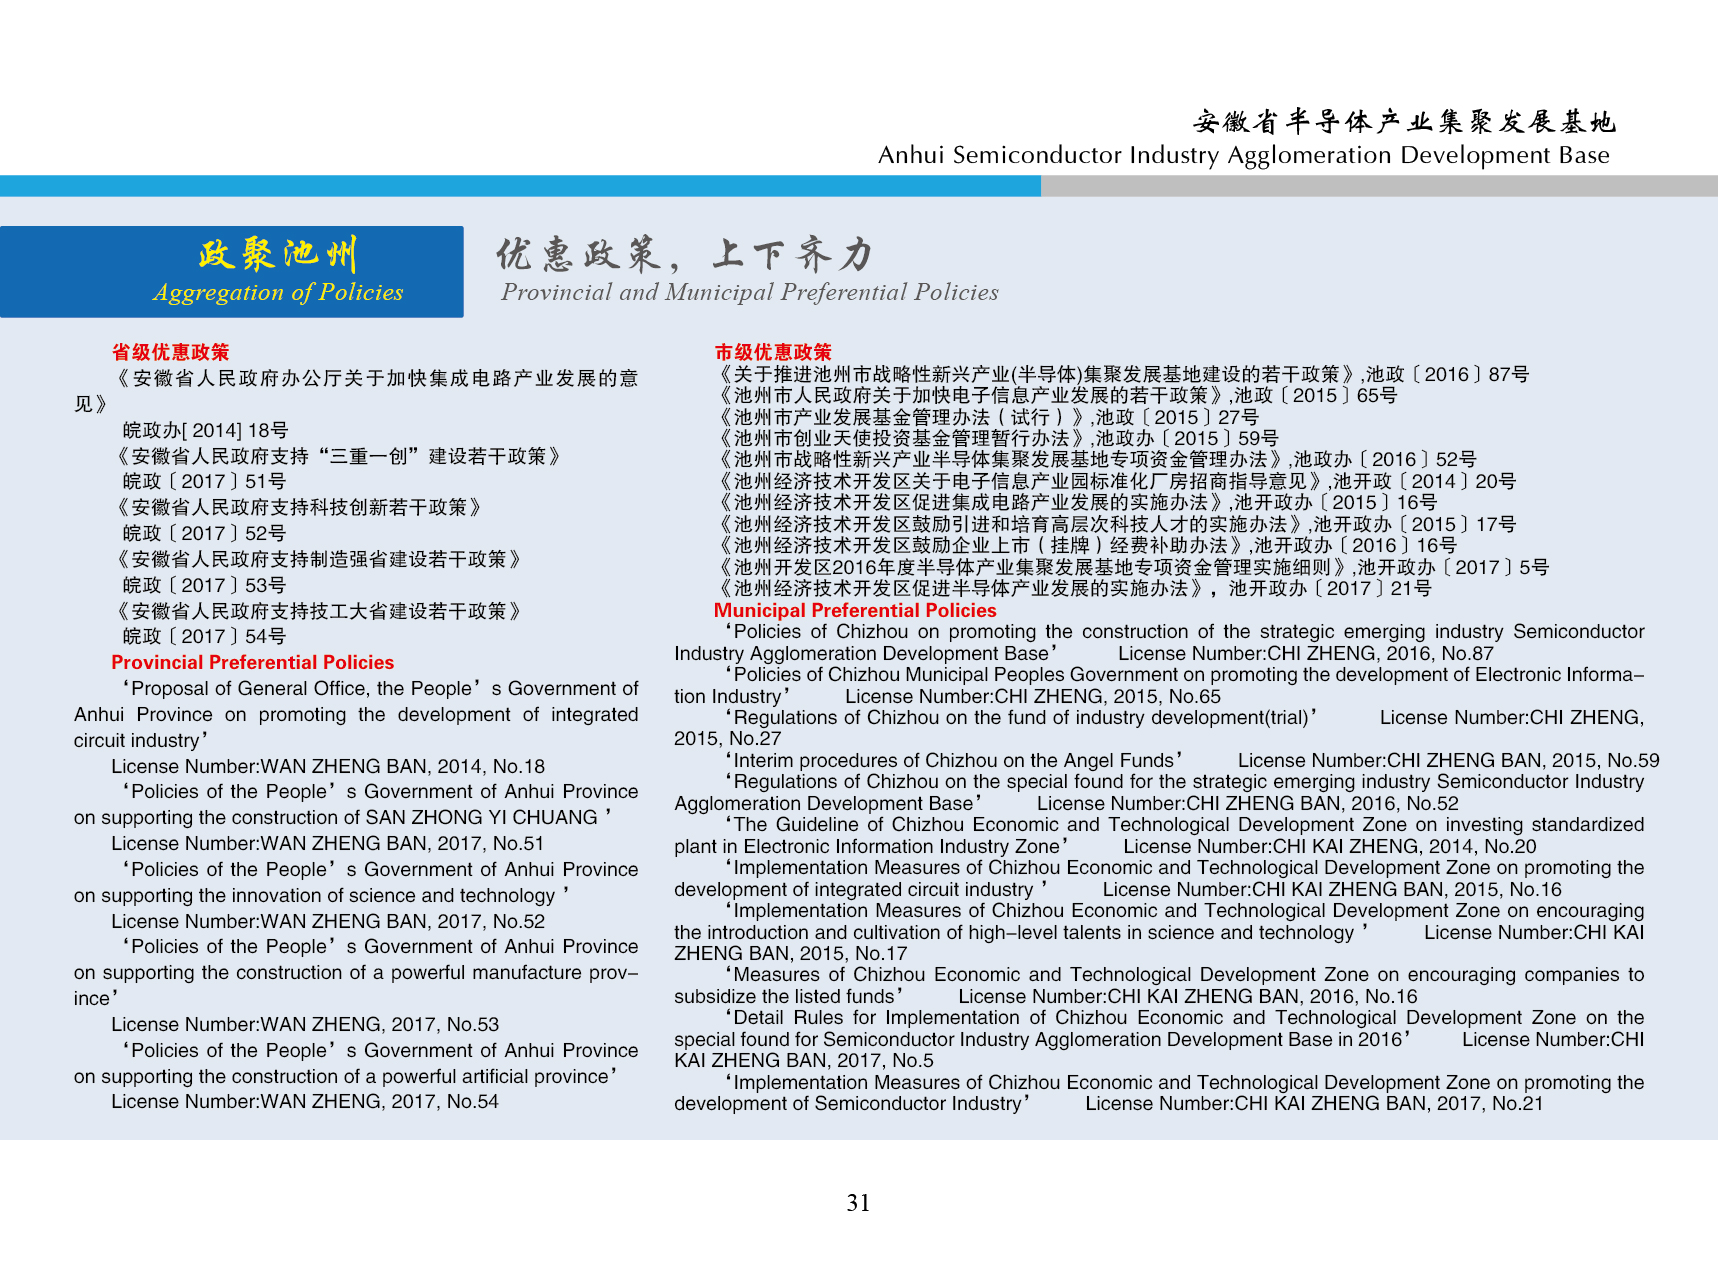 安徽省半导体产业集聚发展基地
Anhui Semiconductor Industry Agglomeration Development Base
政聚池州
Aggregation of Policies
优惠政策，上下齐力
Provincial and Municipal Preferential Policies
省级优惠政策
《安徽省人民政府办公厅关于加快集成电路产业发展的意
见》
皖政办[ 2014] 18号
《安徽省人民政府支持“三重一创”建设若干政策》
皖政〔2017〕51号
《安徽省人民政府支持科技创新若干政策》
皖政〔2017〕52号
《安徽省人民政府支持制造强省建设若干政策》
皖政〔2017〕53号
《安徽省人民政府支持技工大省建设若干政策》
皖政〔2017〕54号
Provincial Preferential Policies
‘Proposal of General Office, the People’s Government of
Anhui Province on promoting the development of integrated
circuit industry’
License Number:WAN ZHENG BAN, 2014, No.18
‘Policies of the People’s Government of Anhui Province
on supporting the construction of SAN ZHONG YI CHUANG ’
License Number:WAN ZHENG BAN, 2017, No.51
‘Policies of the People’s Government of Anhui Province
on supporting the innovation of science and technology ’
License Number:WAN ZHENG BAN, 2017, No.52
‘Policies of the People’s Government of Anhui Province
on supporting the construction of a powerful manufacture prov-
ince’
License Number:WAN ZHENG, 2017, No.53
‘Policies of the People’s Government of Anhui Province
on supporting the construction of a powerful artificial province’
License Number:WAN ZHENG, 2017, No.54
市级优惠政策
《关于推进池州市战略性新兴产业(半导体)集聚发展基地建设的若干政策》,池政〔2016〕87号
《池州市人民政府关于加快电子信息产业发展的若干政策》,池政〔2015〕65号
《池州市产业发展基金管理办法（试行）》,池政〔2015〕27号
《池州市创业天使投资基金管理暂行办法》,池政办〔2015〕59号
《池州市战略性新兴产业半导体集聚发展基地专项资金管理办法》,池政办〔2016〕52号
《池州经济技术开发区关于电子信息产业园标准化厂房招商指导意见》,池开政〔2014〕20号
《池州经济技术开发区促进集成电路产业发展的实施办法》,池开政办〔2015〕16号
《池州经济技术开发区鼓励引进和培育高层次科技人才的实施办法》,池开政办〔2015〕17号
《池州经济技术开发区鼓励企业上市（挂牌）经费补助办法》,池开政办〔2016〕16号
《池州开发区2016年度半导体产业集聚发展基地专项资金管理实施细则》,池开政办〔2017〕5号
《池州经济技术开发区促进半导体产业发展的实施办法》，池开政办〔2017〕21号
Municipal Preferential Policies
‘Policies of Chizhou on promoting the construction of the strategic emerging industry Semiconductor
Industry Agglomeration Development Base’ License Number:CHI ZHENG, 2016, No.87
‘Policies of Chizhou Municipal Peoples Government on promoting the development of Electronic Informa-
tion Industry’ License Number:CHI ZHENG, 2015, No.65
‘Regulations of Chizhou on the fund of industry development(trial)’ License Number:CHI ZHENG,
2015, No.27
‘Interim procedures of Chizhou on the Angel Funds’ License Number:CHI ZHENG BAN, 2015, No.59
‘Regulations of Chizhou on the special found for the strategic emerging industry Semiconductor Industry
Agglomeration Development Base’ License Number:CHI ZHENG BAN, 2016, No.52
‘The Guideline of Chizhou Economic and Technological Development Zone on investing standardized
plant in Electronic Information Industry Zone’ License Number:CHI KAI ZHENG, 2014, No.20
‘Implementation Measures of Chizhou Economic and Technological Development Zone on promoting the
development of integrated circuit industry ’ License Number:CHI KAI ZHENG BAN, 2015, No.16
‘Implementation Measures of Chizhou Economic and Technological Development Zone on encouraging
the introduction and cultivation of high-level talents in science and technology ’ License Number:CHI KAI
ZHENG BAN, 2015, No.17
‘Measures of Chizhou Economic and Technological Development Zone on encouraging companies to
subsidize the listed funds’ License Number:CHI KAI ZHENG BAN, 2016, No.16
‘Detail Rules for Implementation of Chizhou Economic and Technological Development Zone on the
special found for Semiconductor Industry Agglomeration Development Base in 2016’ License Number:CHI
KAI ZHENG BAN, 2017, No.5
‘Implementation Measures of Chizhou Economic and Technological Development Zone on promoting the
development of Semiconductor Industry’ License Number:CHI KAI ZHENG BAN, 2017, No.21
31